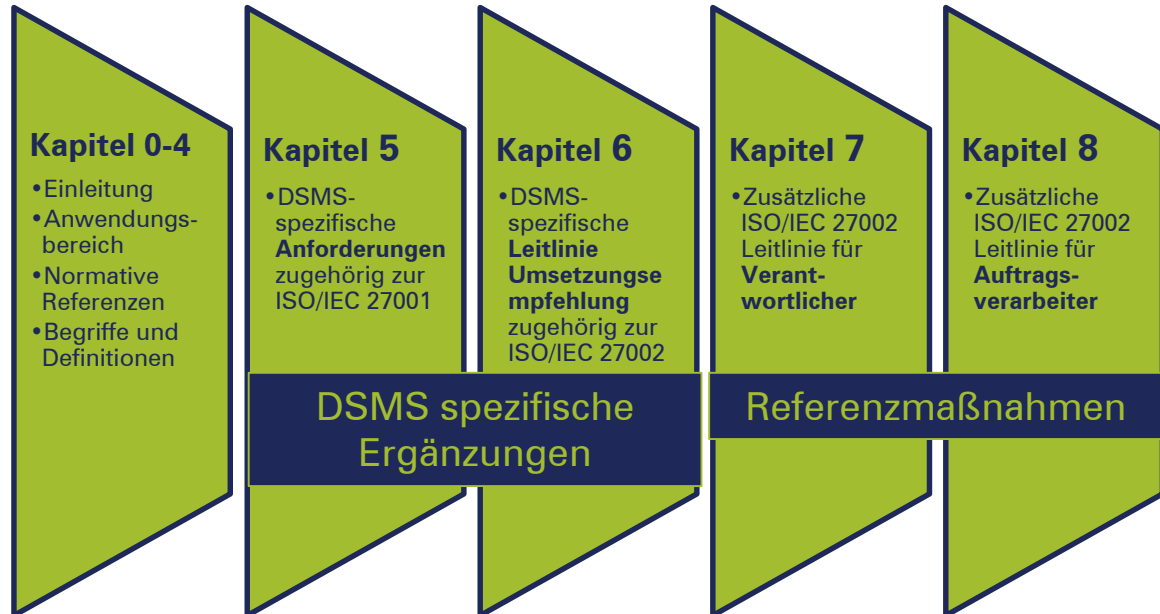 Kapitel 0-4
•Einleitung
•Anwendungs-
bereich
•Normative
Referenzen
•Begriffe und
Definitionen
Kapitel 5
•DSMS-
spezifische
Anforderungen
zugehörig zur
ISO/IEC 27001
Kapitel 6
•DSMS-
spezifische
Leitlinie
Umsetzungse
mpfehlung
zugehörig zur
ISO/IEC 27002
Kapitel 7
•Zusätzliche
ISO/IEC 27002
Leitlinie für
Verant-
wortlicher
Kapitel 8
•Zusätzliche
ISO/IEC 27002
Leitlinie für
Auftrags-
verarbeiter
DSMS spezifische
Ergänzungen
Referenzmaßnahmen